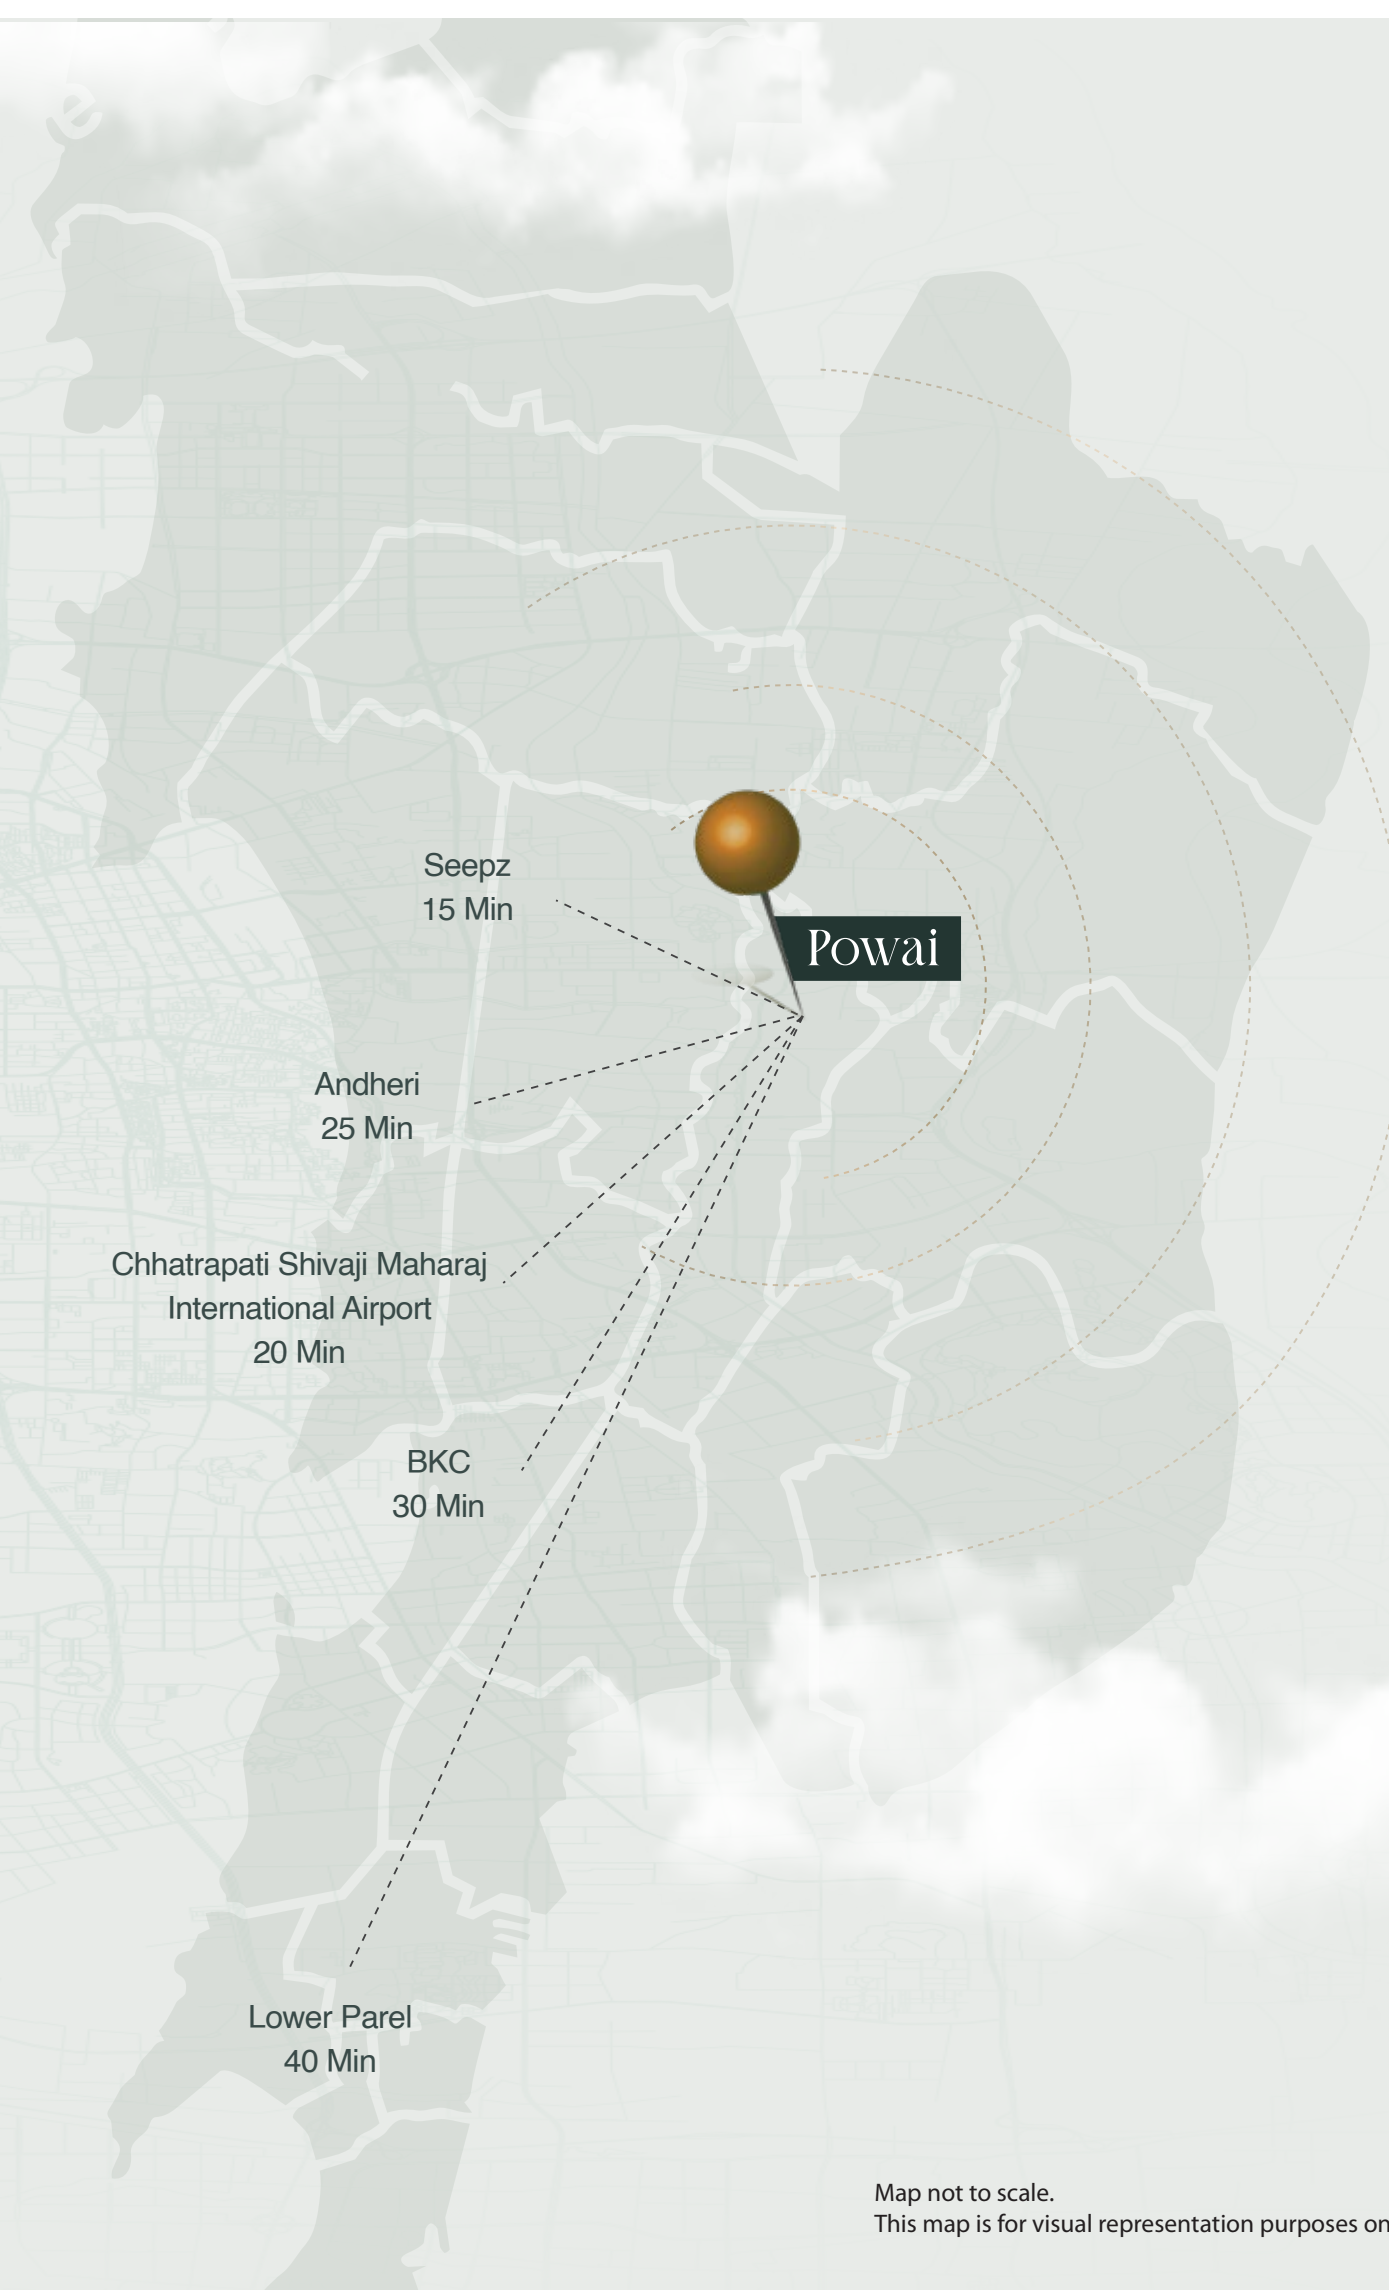 Seepz
15 Min
Powai
Andheri
25 Min
Chhatrapati Shivaji Maharaj
International Airport
20 Min
BKC
30 Min
Lower Parel
40 Min
Map not to scale.
This map is for visual representation purposes